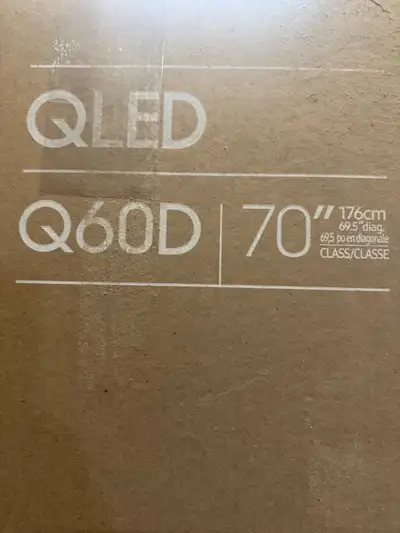 QLED
Q60D 70" 176cm
69.5"diag.
69,5 po en diagonale
CLASS/CLASSE